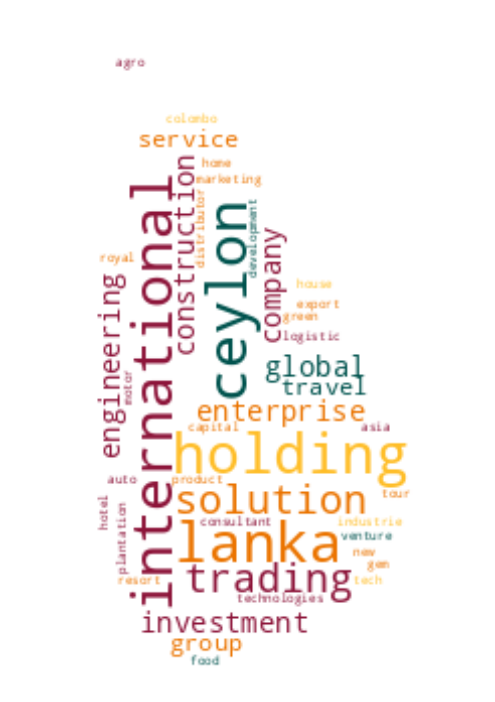 agro
colombo
service
home
marketing
international
construction
distributor
ceylon
development
company
royal
engineering
motor
house
export
green
logistic
global
travel
enterprise
capital
asia
holding
auto
product
solution
tour
hotel
plantation
consultant
industrie
lanka
venture
new
gem
resort
trading
tech
technologies
investment
group
food